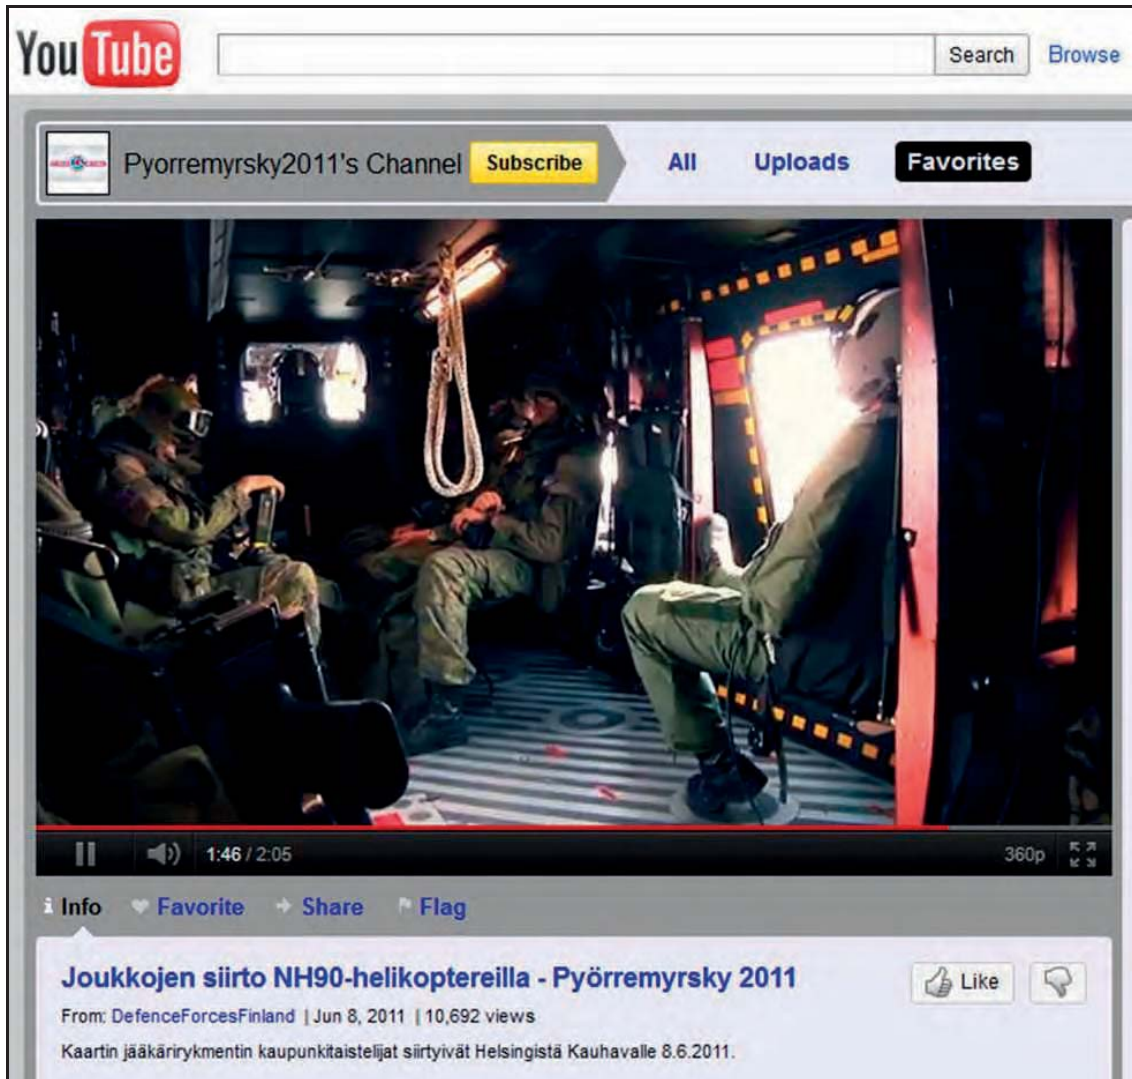 YouTube Search Browse
Pyorremyrsky2011's Channel Subscribe All Uploads Favorites
1:46 / 2:05 360p
Info Favorite Share Flag
Joukkojen siirto NH90-helikoptereilla - Pyörremyrsky 2011 Like
From: DefenceForcesFinland | Jun 8, 2011 | 10,692 views
Kaartin jääkärirykmentin kaupunkitaistelijat siirtyivät Helsingistä Kauhavalle 8.6.2011.